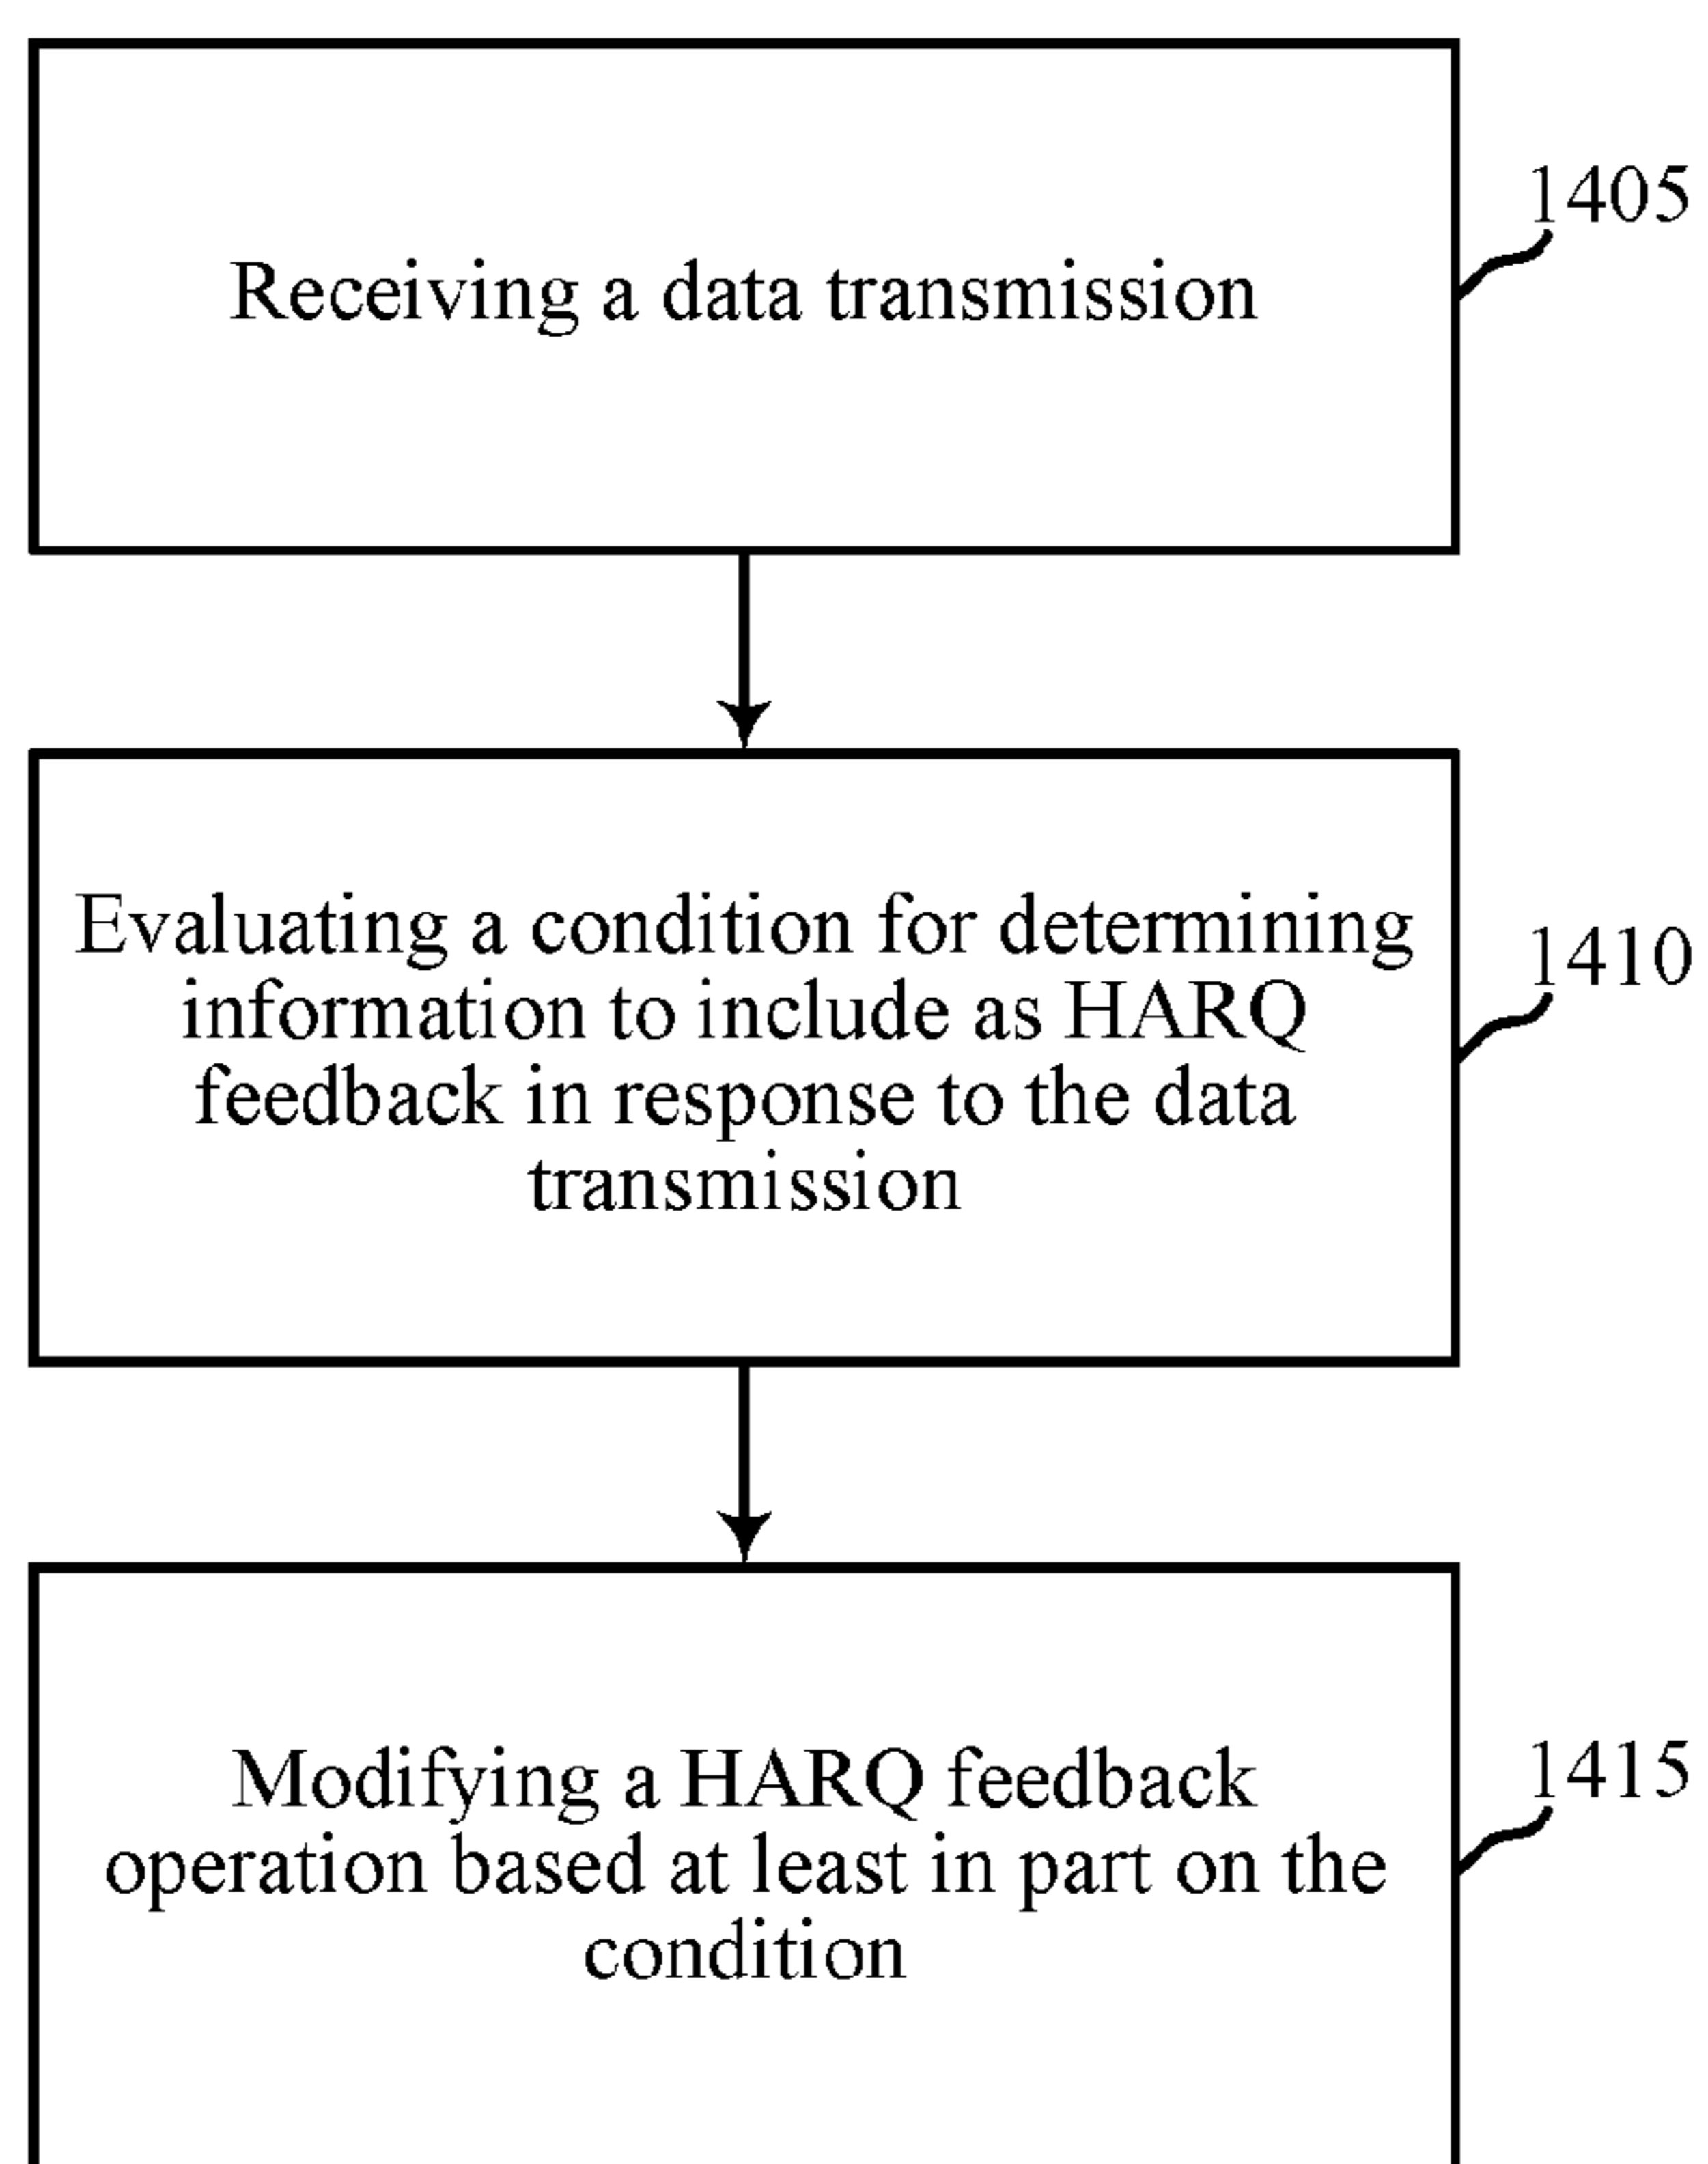 Receiving a data transmission
1405
Evaluating a condition for determining
information to include as HARQ
feedback in response to the data
transmission
1410
Modifying a HARQ feedback
operation based at least in part on the
condition
1415